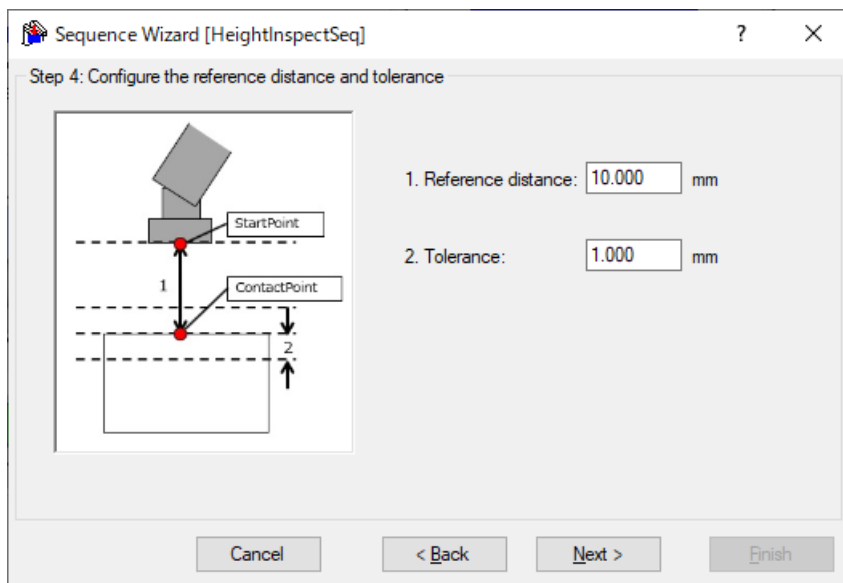 Sequence Wizard [HeightInspectSeq]
?
Step 4: Configure the reference distance and tolerance
StartPoint
1
ContactPoint
2
1. Reference distance: 10.000 mm
2. Tolerance: 1.000 mm
Cancel
< Back
Next >
Finish